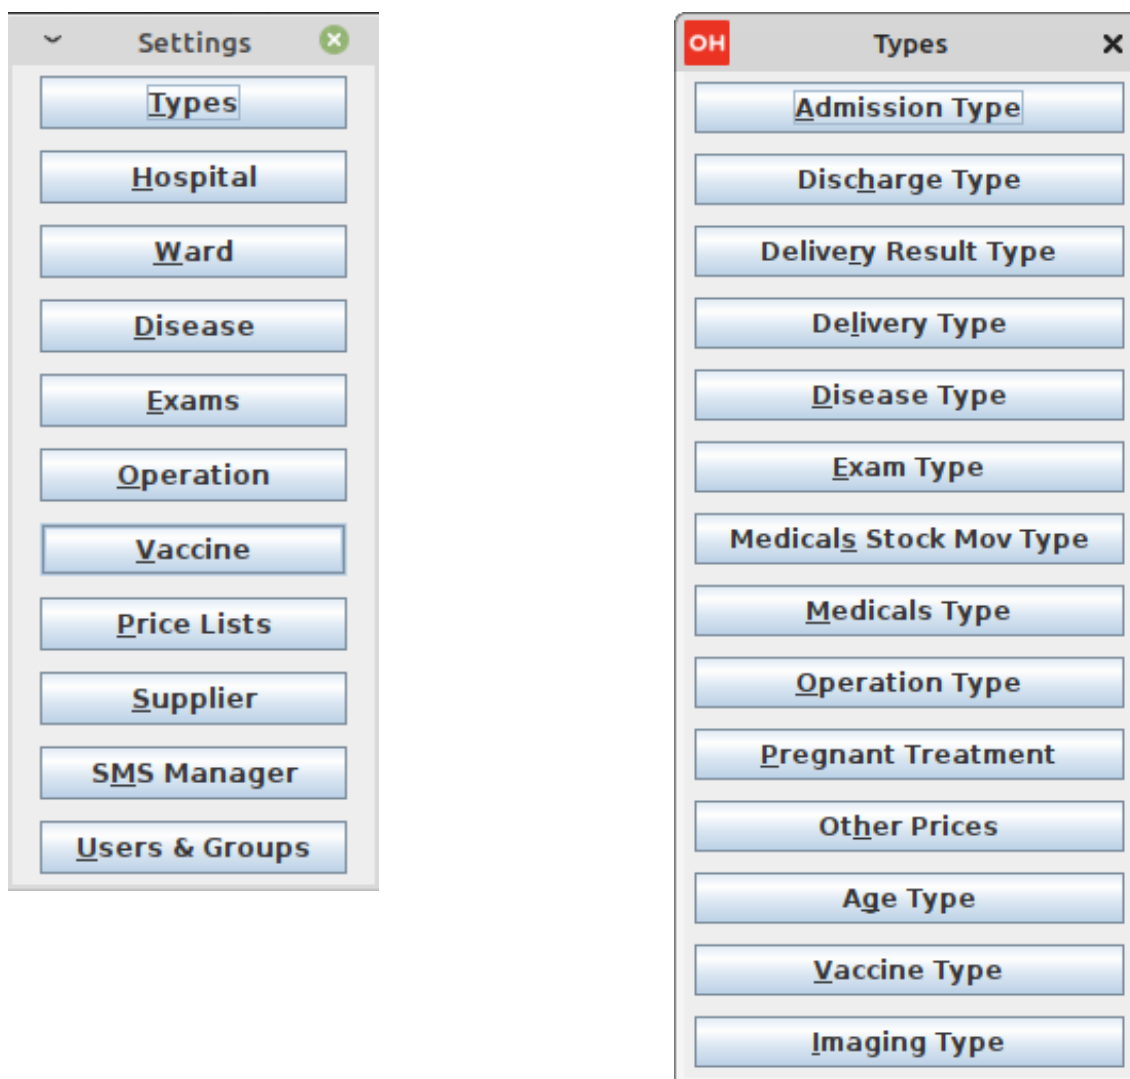 Settings
Types
Hospital
Ward
Disease
Exams
Operation
Vaccine
Price Lists
Supplier
SMS Manager
Users & Groups
OH Types
Admission Type
Discharge Type
Delivery Result Type
Delivery Type
Disease Type
Exam Type
Medicals Stock Mov Type
Medicals Type
Operation Type
Pregnant Treatment
Other Prices
Age Type
Vaccine Type
Imaging Type